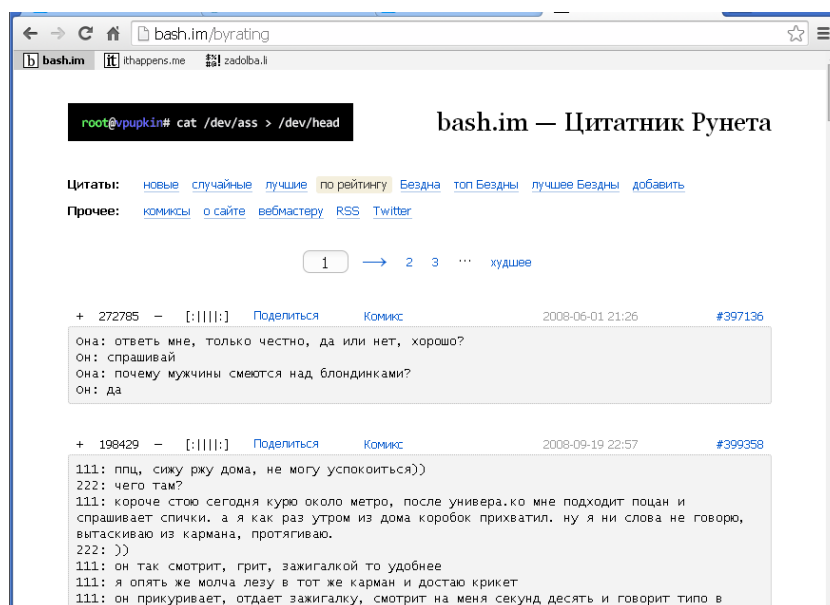 bash.im/byrating
b bash.im it ithappens.me zadolba.li
root@vpupkin# cat /dev/ass > /dev/head
bash.im — Цитатник Рунета
Цитаты: новые случайные лучшие по рейтингу Бездна топ Бездны лучшее Бездны добавить
Прочее: комиксы о сайте вебмастеру RSS Twitter
1 → 2 3 ... худшее
+ 272785 – [:||||:] Поделиться Комикс 2008-06-01 21:26 #397136
Она: ответь мне, только честно, да или нет, хорошо?
Он: спрашивай
Она: почему мужчины смеются над блондинками?
Он: да
+ 198429 – [:||||:] Поделиться Комикс 2008-09-19 22:57 #399358
111: ппц, сижу ржу дома, не могу успокоиться))
222: чего там?
111: короче стою сегодня курю около метро, после универа.ко мне подходит поцан и
спрашивает спички. а я как раз утром из дома коробок прихватил. ну я ни слова не говорю,
вытаскиваю из кармана, протягиваю.
222: ))
111: он так смотрит, грит, зажигалкой то удобнее
111: я опять же молча лезу в тот же карман и достаю крикет
111: он прикуривает, отдает зажигалку, смотрит на меня секунд десять и говорит типо в